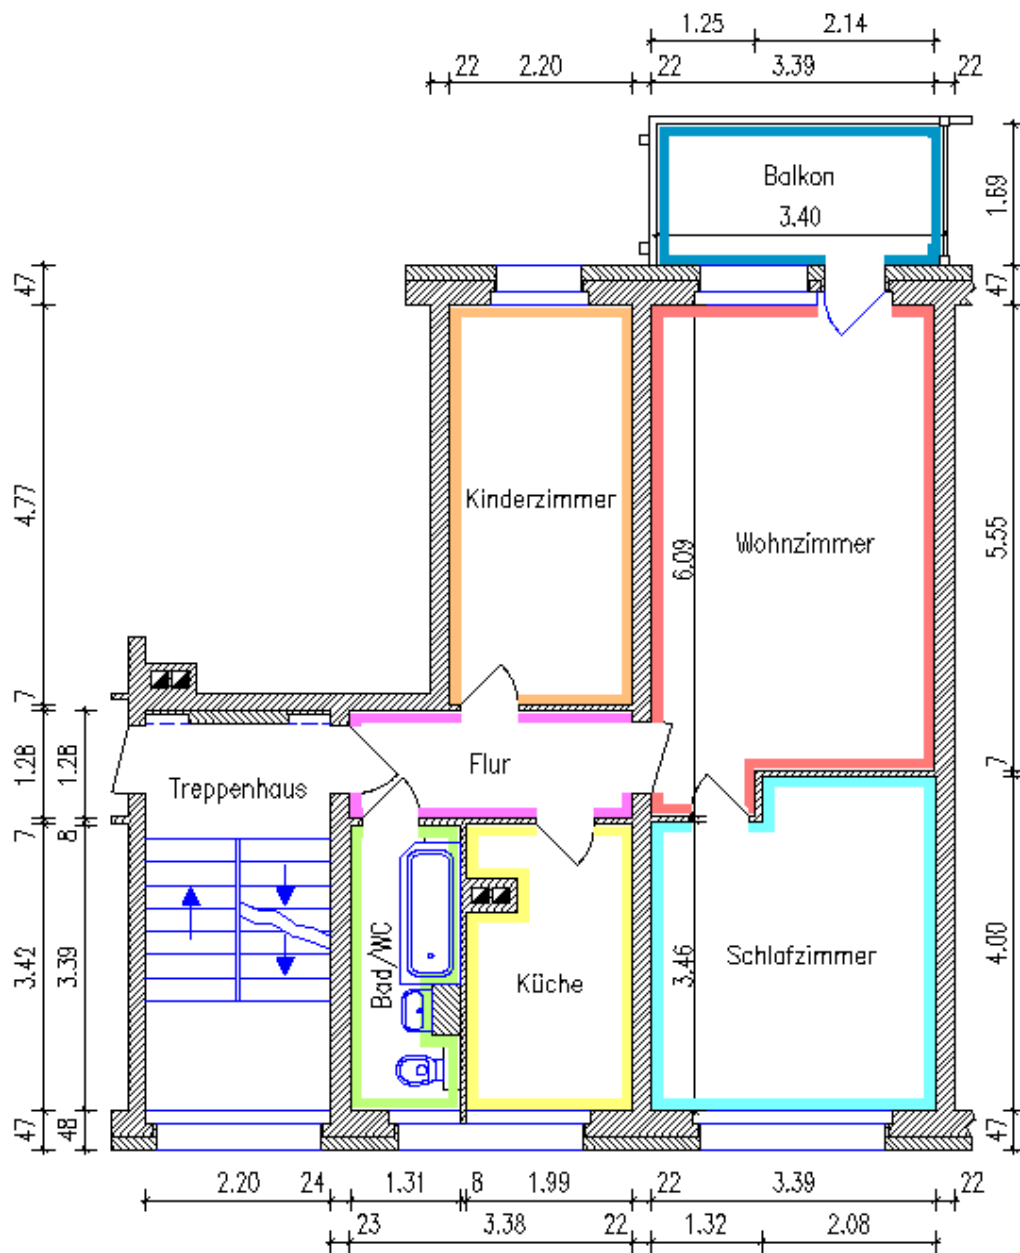 1.25 2.14
22 2.20 22 3.39 22
Balkon
3.40
1.69
47
47
Kinderzimmer
Wohnzimmer
4.77
6.09
5.55
7
7
1.28
1.28
Flur
Treppenhaus
7
8
Bad/WC
Küche
Schlafzimmer
3.42
3.39
3.46
4.00
47
48
47
2.20 24 1.31 8 1.99 22 3.39 22
23 3.38 22 1.32 2.08